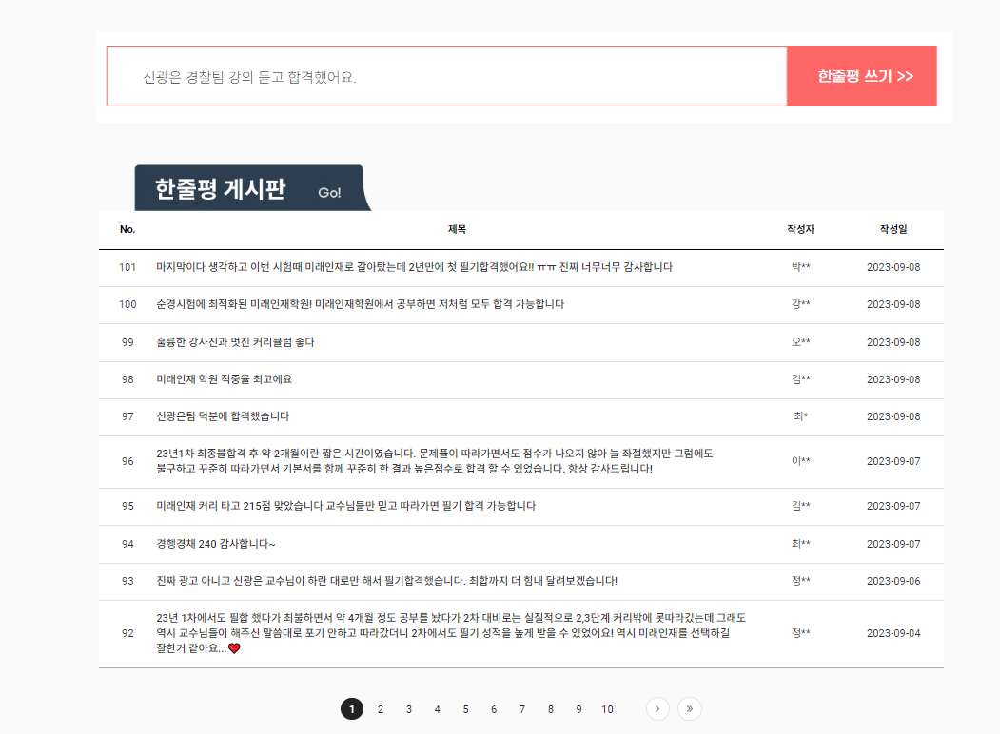 신광은 경찰팀 강의 듣고 합격했어요.
한줄평 쓰기 >>
한줄평 게시판 Go!
No. 제목 작성자 작성일
101 마지막이다 생각하고 이번 시험때 미래인재로 갈아탔는데 2년만에 첫 필기합격했어요!! ㅠㅠ 진짜 너무너무 감사합니다 박** 2023-09-08
100 순경시험에 최적화된 미래인재학원! 미래인재학원에서 공부하면 저처럼 모두 합격 가능합니다 강** 2023-09-08
99 훌륭한 강사진과 멋진 커리큘럼 좋다 오** 2023-09-08
98 미래인재 학원 적중율 최고에요 김** 2023-09-08
97 신광은팀 덕분에 합격했습니다 최* 2023-09-08
96 23년1차 최종불합격 후 약 2개월이란 짧은 시간이였습니다. 문제풀이 따라가면서도 점수가 나오지 않아 늘 좌절했지만 그럼에도
불구하고 꾸준히 따라가면서 기본서를 함께 꾸준히 한 결과 높은점수로 합격 할 수 있었습니다. 항상 감사드립니다! 이** 2023-09-07
95 미래인재 커리 타고 215점 맞았습니다 교수님들만 믿고 따라가면 필기 합격 가능합니다 김** 2023-09-07
94 경행경채 240 감사합니다~ 최** 2023-09-07
93 진짜 광고 아니고 신광은 교수님이 하란 대로만 해서 필기합격했습니다. 최합까지 더 힘내 달려보겠습니다! 정** 2023-09-06
92 23년 1차에서도 필합 했다가 최불하면서 약 4개월 정도 공부를 놨다가 2차 대비로는 실질적으로 2,3단계 커리밖에 못따라깄는데 그래도
역시 교수님들이 해주신 말씀대로 포기 안하고 따라갔더니 2차에서도 필기 성적을 높게 받을 수 있었어요! 역시 미래인재를 선택하길
잘한거 같아요...❤ 정** 2023-09-04
1 2 3 4 5 6 7 8 9 10 › »